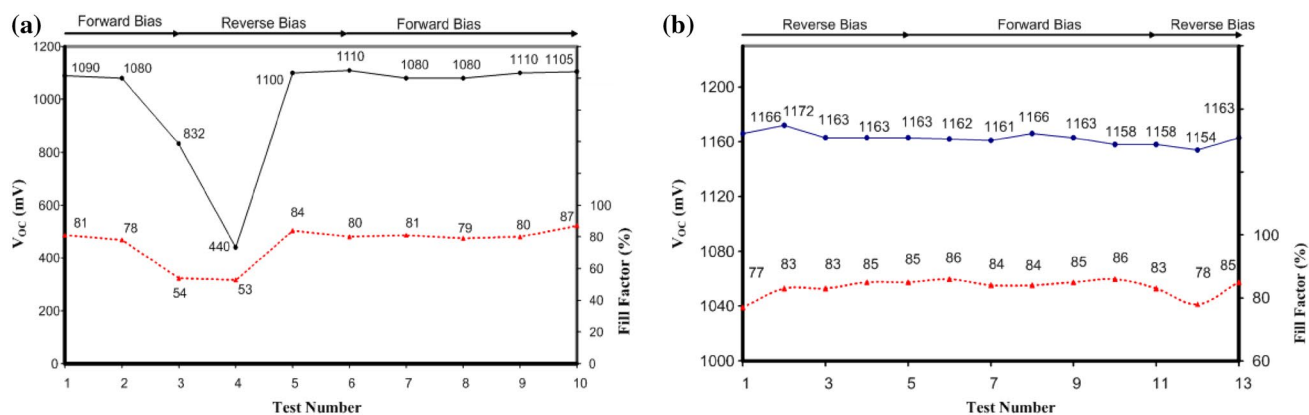 (a)
Forward Bias Reverse Bias Forward Bias
1200
1000
800
600
400
200
0
V_OC (mV)
1090 1080 832 440 1100 1110 1080 1080 1110 1105
81 78 54 53 84 80 81 79 80 87
100
80
60
40
20
0
Fill Factor (%)
1 2 3 4 5 6 7 8 9 10
Test Number
(b)
Reverse Bias Forward Bias Reverse Bias
1200
1160
1120
1080
1040
1000
V_OC (mV)
1166 1172 1163 1163 1163 1162 1161 1166 1163 1158 1158 1154 1163
77 83 83 85 85 86 84 84 85 86 83 78 85
100
80
60
Fill Factor (%)
1 3 5 7 9 11 13
Test Number